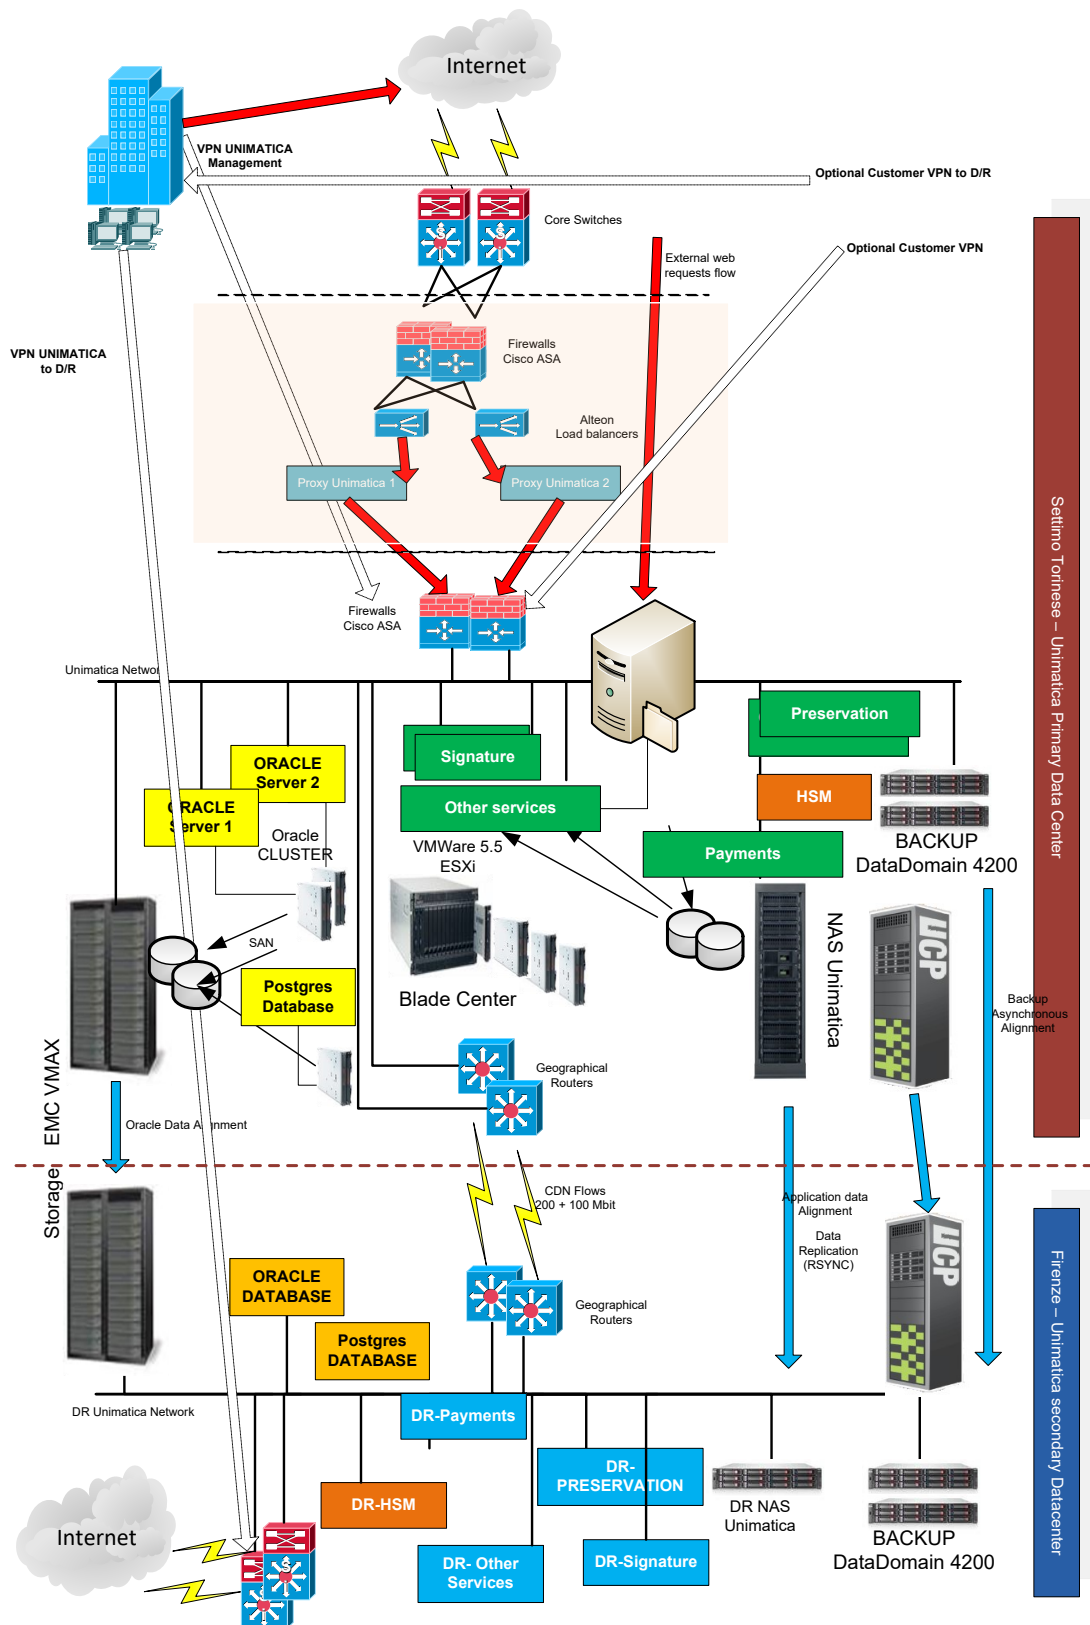 Internet
VPN UNIMATICA
Management
Optional Customer VPN to D/R
Core Switches
Optional Customer VPN
External web
requests flow
Firewalls
Cisco ASA
VPN UNIMATICA
to D/R
Alteon
Load balancers
Proxy Unimatica 1
Proxy Unimatica 2
Firewalls
Cisco ASA
Unimatica Network
Settimo Torinese – Unimatica Primary Data Center
Preservation
Signature
ORACLE
Server 2
ORACLE
Server 1
Other services
HSM
Oracle
CLUSTER
VMWare 5.5
ESXi
Payments
BACKUP
DataDomain 4200
SAN
NAS Unimatica
UCP
Postgres
Database
Blade Center
Backup
Asynchronous
Alignment
Geographical
Routers
Storage EMC VMAX
Oracle Data Alignment
CDN Flows
200 + 100 Mbit
Application data
Alignment
Data
Replication
(RSYNC)
UCP
Firenze – Unimatica secondary Datacenter
ORACLE
DATABASE
Geographical
Routers
Postgres
DATABASE
DR Unimatica Network
DR-Payments
DR-
PRESERVATION
DR-HSM
DR NAS
Unimatica
BACKUP
DataDomain 4200
Internet
DR- Other
Services
DR-Signature